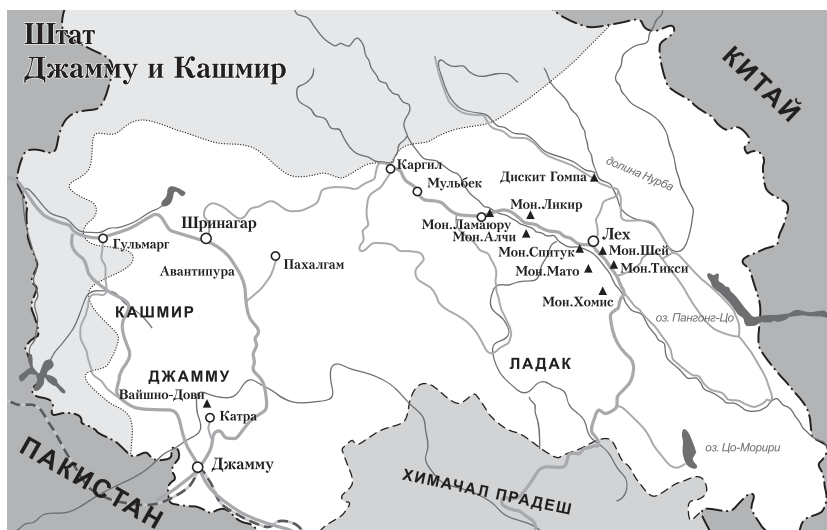 Штат
Джамму и Кашмир
КИТАЙ
Каргил
Мульбек
Дискит Гомпа
долина Нурба
Мон.Ликир
Шринагар
Мон.Ламаюру
Мон.Алчи
Лех
Гульмарг
Мон.Спитук
Мон.Шей
Авантипура
Пахалгам
Мон.Мато
Мон.Тикси
Мон.Хомис
КАШМИР
оз. Пангонг-Цо
ЛАДАК
ДЖАММУ
Вайшно-Дови
Катра
оз. Цо-Морири
ПАКИСТАН
Джамму
ХИМАЧАЛ ПРАДЕШ